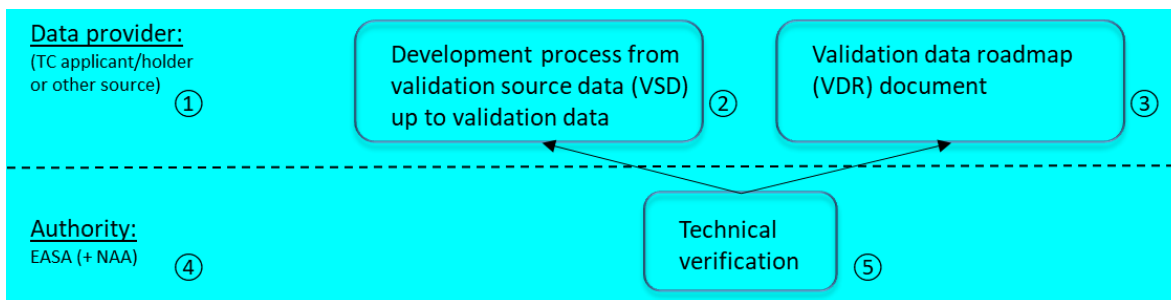 Data provider:
(TC applicant/holder
or other source)
①
Development process from
validation source data (VSD)
up to validation data
②
Validation data roadmap
(VDR) document
③
Authority:
EASA (+ NAA)
④
Technical
verification
⑤